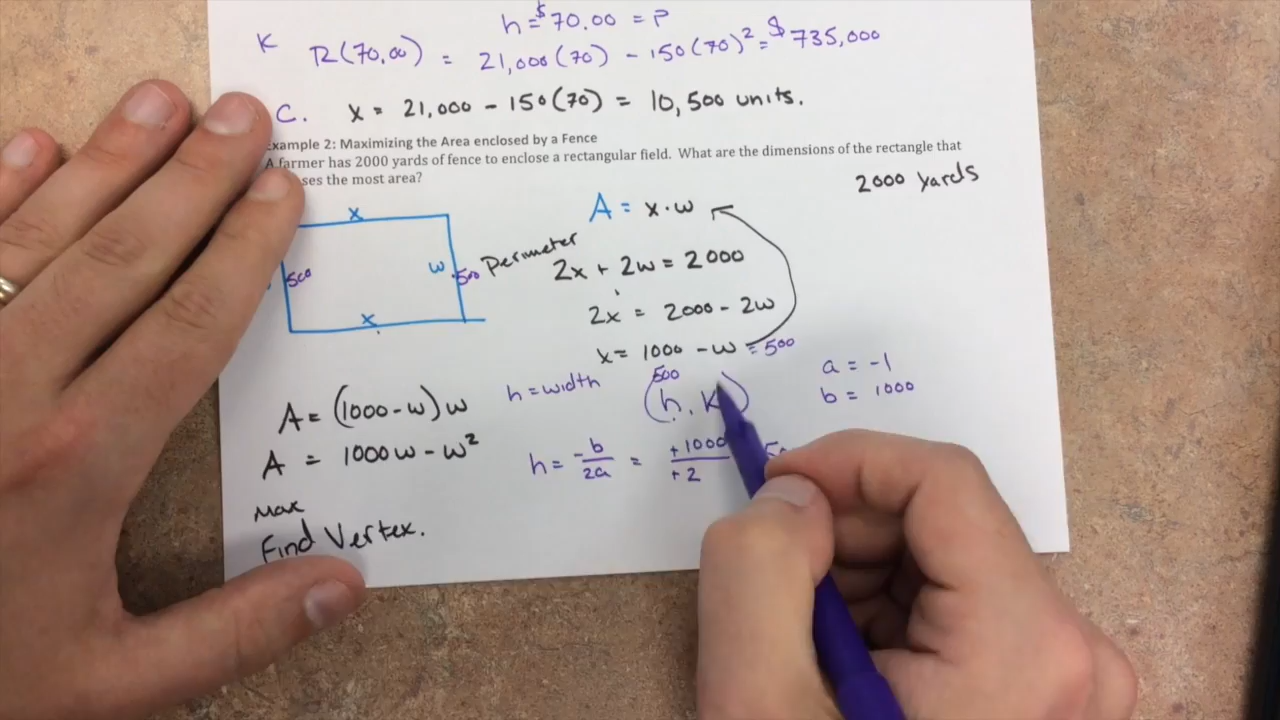 h = $70.00 = P
K R(70.00) = 21,000(70) - 150(70)² = $735,000
C. x = 21,000 - 150(70) = 10,500 units.
Example 2: Maximizing the Area enclosed by a Fence
A farmer has 2000 yards of fence to enclose a rectangular field. What are the dimensions of the rectangle that
ses the most area?
2000 yards
x
A = x·w
500
w
500
Perimeter
2x + 2w = 2000
x
2x = 2000 - 2w
x = 1000 - w = 500
A = (1000 - w)w
h = width
500
(h, K)
a = -1
b = 1000
A = 1000w - w²
h = -b/2a = +1000/+2
Max
Find Vertex.